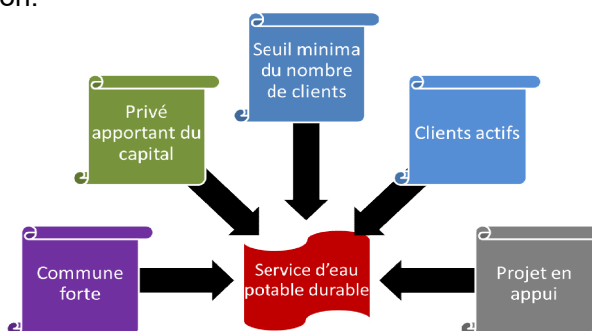 on.
Seuil minima
du nombre
de clients
Privé
apportant du
capital
Clients actifs
Commune
forte
Service d'eau
potable durable
Projet en
appui